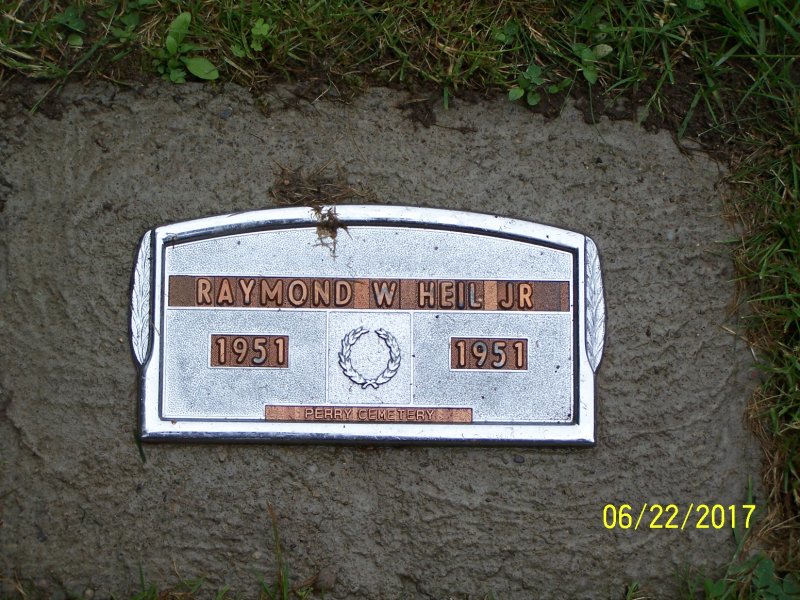 RAYMOND W HEIL JR
1951 1951
PERRY CEMETERY
06/22/2017